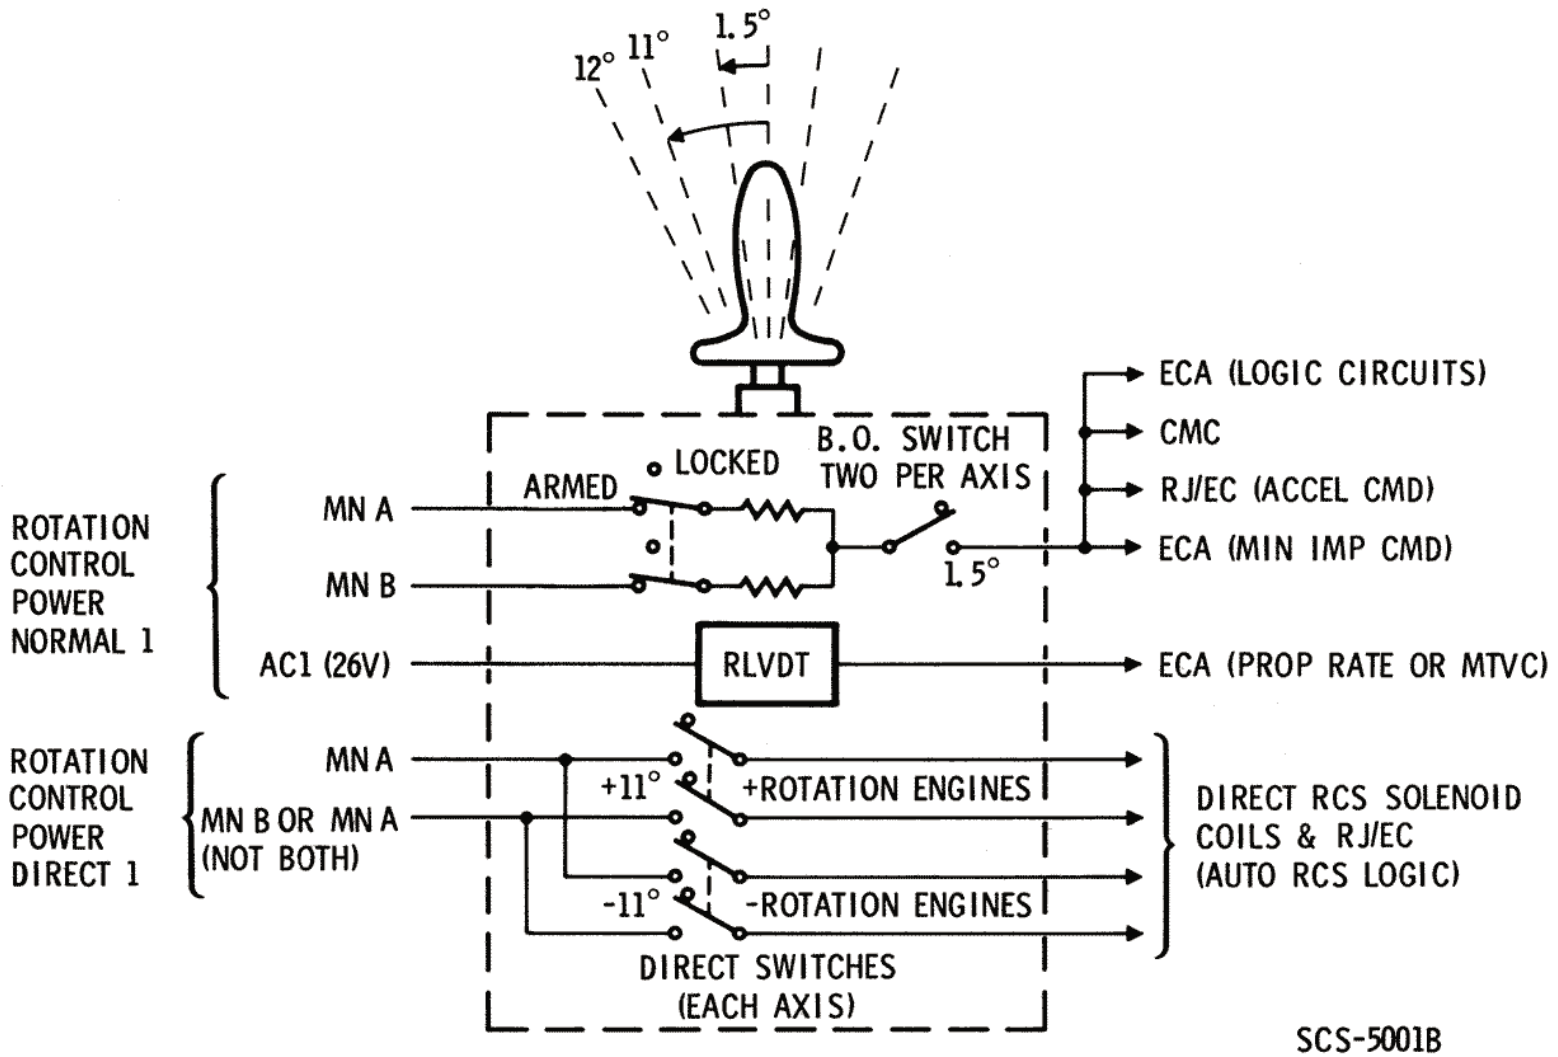 1.5°
11°
12°
ECA (LOGIC CIRCUITS)
CMC
RJ/EC (ACCEL CMD)
ECA (MIN IMP CMD)
B.O. SWITCH
TWO PER AXIS
LOCKED
ARMED
1.5°
ROTATION
CONTROL
POWER
NORMAL 1
MN A
MN B
AC1 (26V)
RLVDT
ECA (PROP RATE OR MTVC)
ROTATION
CONTROL
POWER
DIRECT 1
MN A
MN B OR MN A
(NOT BOTH)
+11°
+ROTATION ENGINES
-11°
-ROTATION ENGINES
DIRECT SWITCHES
(EACH AXIS)
DIRECT RCS SOLENOID
COILS & RJ/EC
(AUTO RCS LOGIC)
SCS-5001B